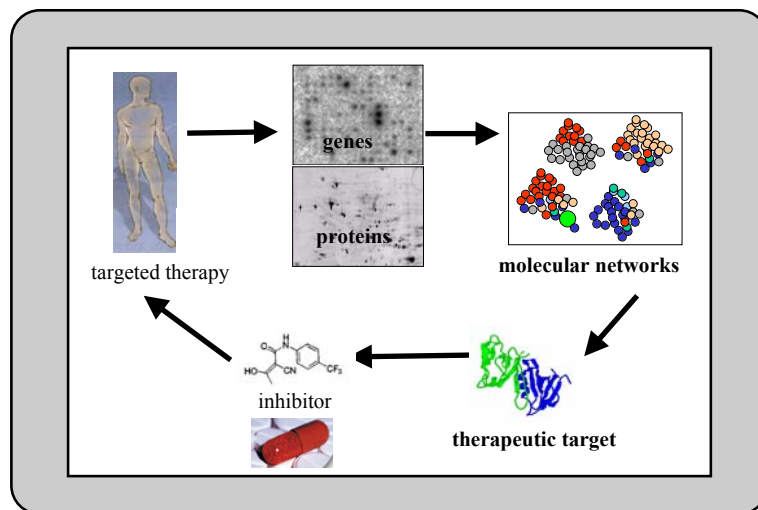 genes
proteins
molecular networks
targeted therapy
therapeutic target
O
H
N
HO
CN
CF₃
inhibitor